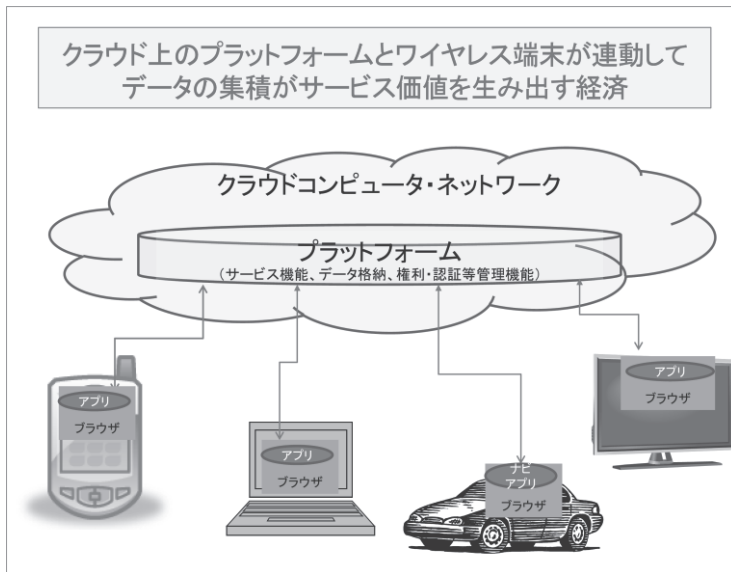 クラウド上のプラットフォームとワイヤレス端末が連動して
データの集積がサービス価値を生み出す経済
クラウドコンピュータ・ネットワーク
プラットフォーム
（サービス機能、データ格納、権利・認証等管理機能）
アプリ
ブラウザ
アプリ
ブラウザ
ナビ
アプリ
ブラウザ
アプリ
ブラウザ